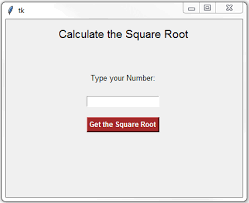 tk
Calculate the Square Root
Type your Number:
Get the Square Root